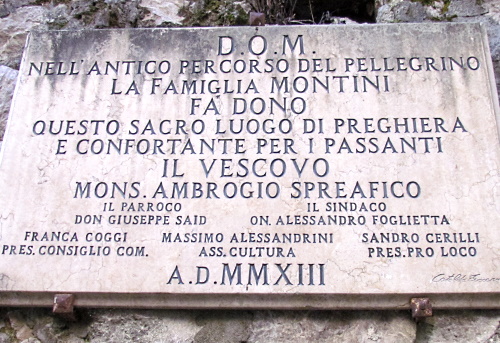 D.O.M.
NELL'ANTICO PERCORSO DEL PELLEGRINO
LA FAMIGLIA MONTINI
FA DONO
QUESTO SACRO LUOGO DI PREGHIERA
E CONFORTANTE PER I PASSANTI
IL VESCOVO
MONS. AMBROGIO SPREAFICO
IL PARROCO IL SINDACO
DON GIUSEPPE SAID ON. ALESSANDRO FOGLIETTA
FRANCA COGGI MASSIMO ALESSANDRINI SANDRO CERILLI
PRES. CONSIGLIO COM. ASS. CULTURA PRES. PRO LOCO
A.D. MMXIII